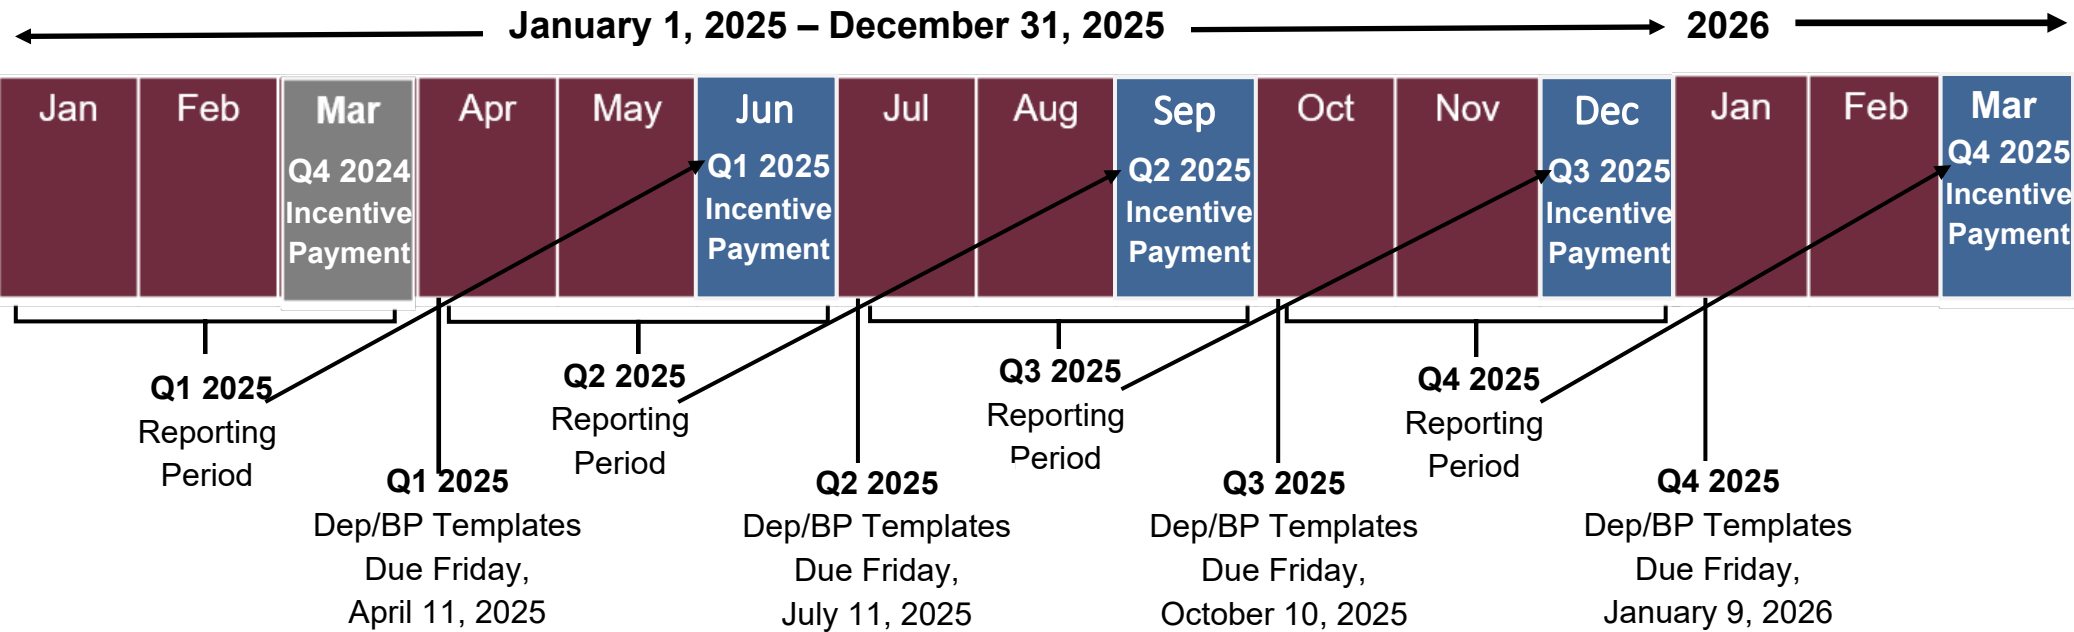 January 1, 2025 – December 31, 2025
2026
Jan
Feb
Mar
Q4 2024
Incentive
Payment
Apr
May
Jun
Q1 2025
Incentive
Payment
Jul
Aug
Sep
Q2 2025
Incentive
Payment
Oct
Nov
Dec
Q3 2025
Incentive
Payment
Jan
Feb
Mar
Q4 2025
Incentive
Payment
Q1 2025
Reporting
Period
Q2 2025
Reporting
Period
Q3 2025
Reporting
Period
Q4 2025
Reporting
Period
Q1 2025
Dep/BP Templates
Due Friday,
April 11, 2025
Q2 2025
Dep/BP Templates
Due Friday,
July 11, 2025
Q3 2025
Dep/BP Templates
Due Friday,
October 10, 2025
Q4 2025
Dep/BP Templates
Due Friday,
January 9, 2026